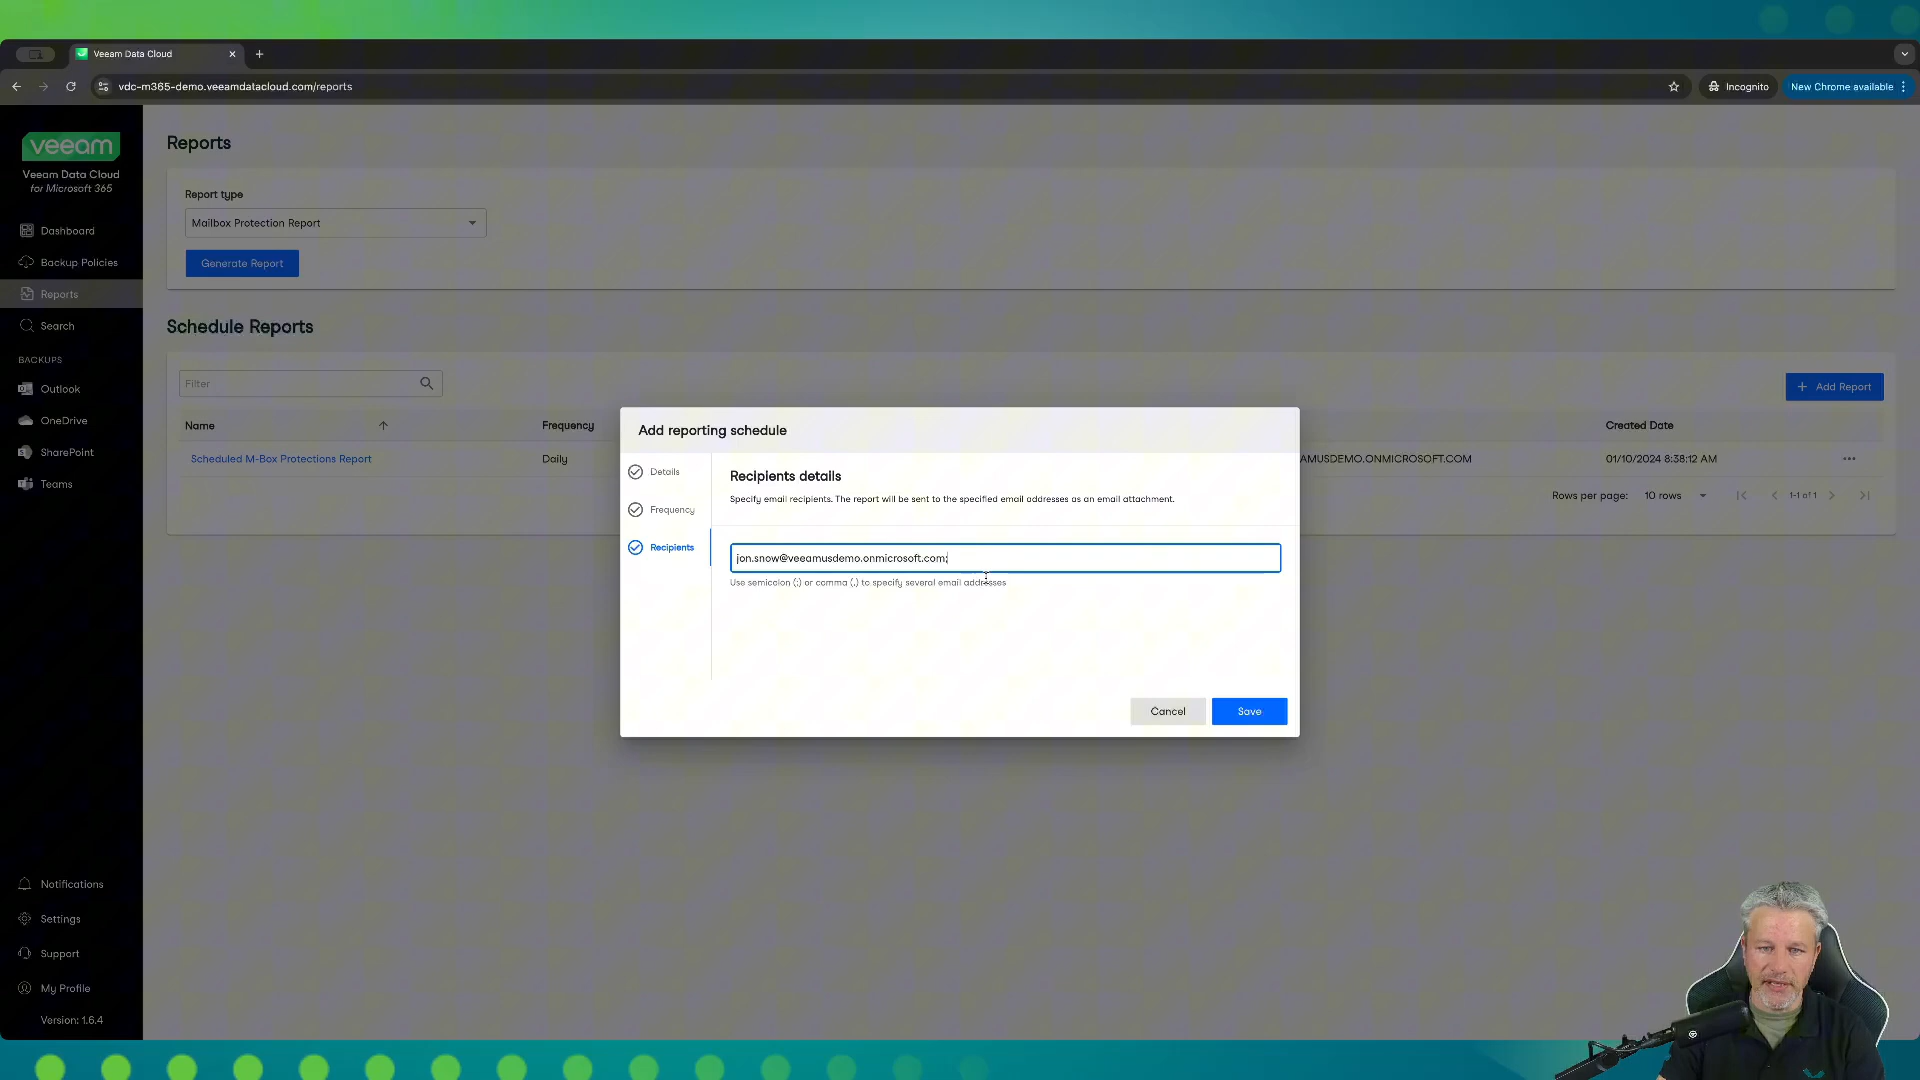 Veeam Data Cloud
vdc-m365-demo.veeamdatacloud.com/reports
Incognito
New Chrome available
veeam
Veeam Data Cloud
for Microsoft 365
Dashboard
Backup Policies
Reports
Search
BACKUPS
Outlook
OneDrive
SharePoint
Teams
Notifications
Settings
Support
My Profile
Version: 1.6.4
Reports
Report type
Mailbox Protection Report
Generate Report
Schedule Reports
Filter
+ Add Report
Name
Frequency
Created Date
Scheduled M-Box Protections Report
Daily
AMUSDEMO.ONMICROSOFT.COM
01/10/2024 8:38:12 AM
Rows per page: 10 rows
1-1 of 1
Add reporting schedule
Details
Frequency
Recipients
Recipients details
Specify email recipients. The report will be sent to the specified email addresses as an email attachment.
jon.snow@veeamusdemo.onmicrosoft.com;
Use semicolon (;) or comma (,) to specify several email addresses
Cancel
Save